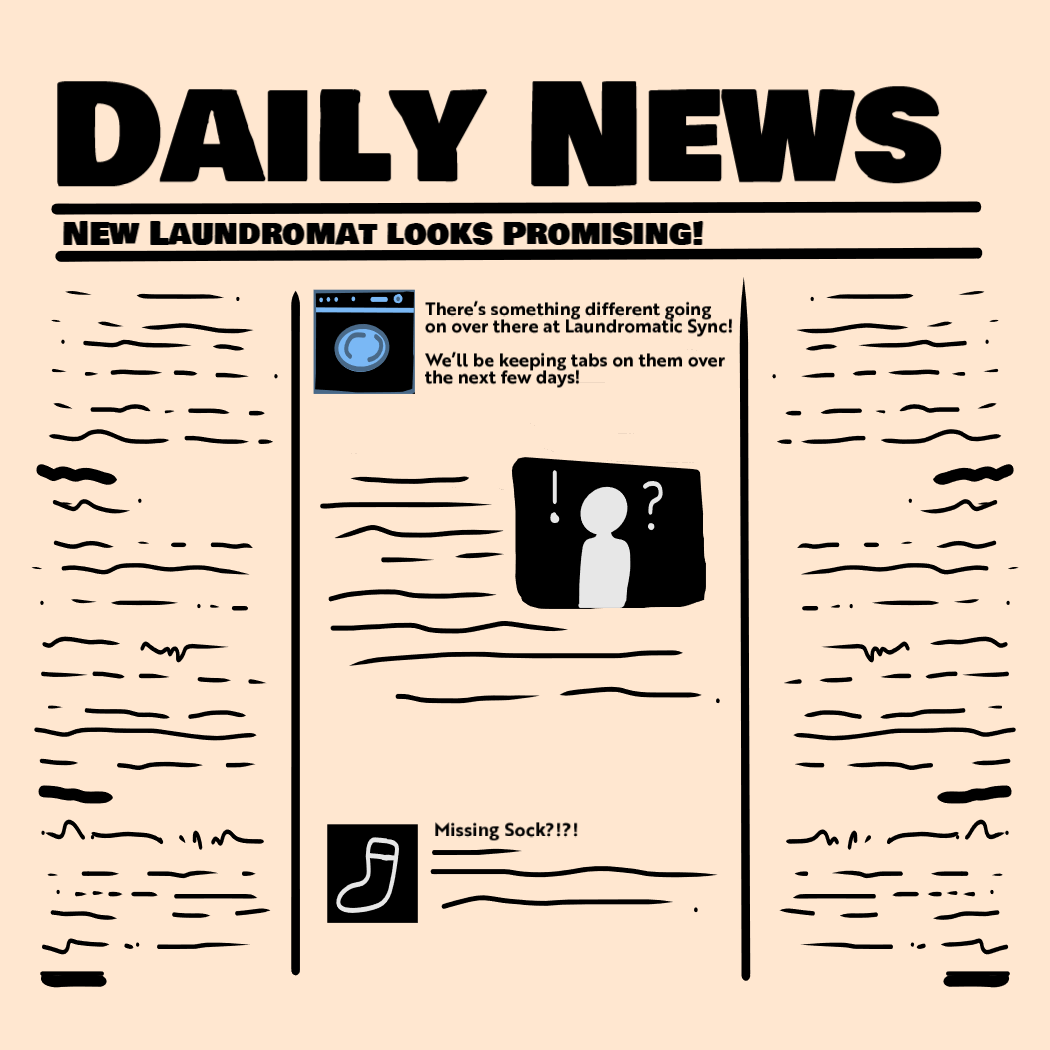 DAILY NEWS
NEW LAUNDROMAT LOOKS PROMISING!
There's something different going
on over there at Laundromatic Sync!
We'll be keeping tabs on them over
the next few days!
! ?
Missing Sock?!?!